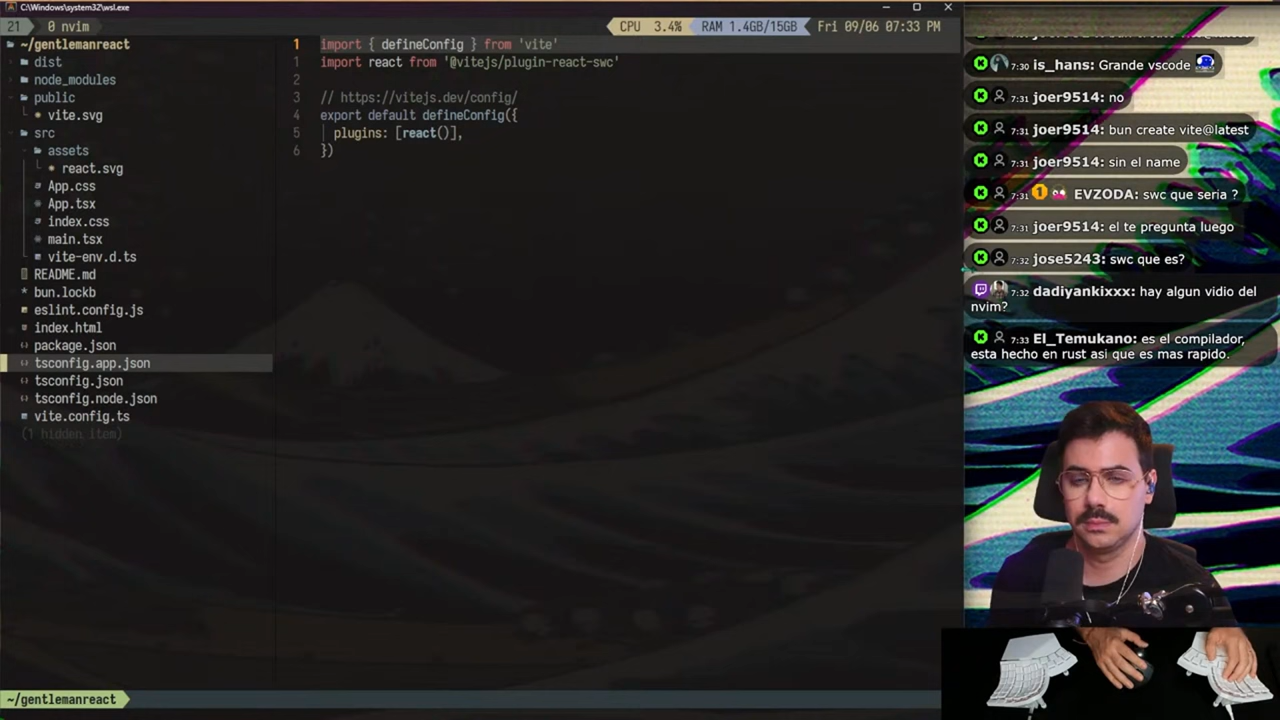 C:\Windows\system32\wsl.exe
21 0 nvim
CPU 3.4% RAM 1.4GB/15GB Fri 09/06 07:33 PM
~/gentlemanreact
dist
node_modules
public
vite.svg
src
assets
react.svg
App.css
App.tsx
index.css
main.tsx
vite-env.d.ts
README.md
bun.lockb
eslint.config.js
index.html
package.json
tsconfig.app.json
tsconfig.json
tsconfig.node.json
vite.config.ts
(1 hidden item)
1 import { defineConfig } from 'vite'
1 import react from '@vitejs/plugin-react-swc'
2
3 // https://vitejs.dev/config/
4 export default defineConfig({
5 plugins: [react()],
6 })
~/gentlemanreact
7:30 is_hans: Grande vscode
7:31 joer9514: no
7:31 joer9514: bun create vite@latest
7:31 joer9514: sin el name
7:31 1 EVZODA: swc que seria ?
7:31 joer9514: el te pregunta luego
7:32 jose5243: swc que es?
7:32 dadiyankixxx: hay algun vidio del
nvim?
7:33 El_Temukano: es el compilador,
esta hecho en rust asi que es mas rapido.